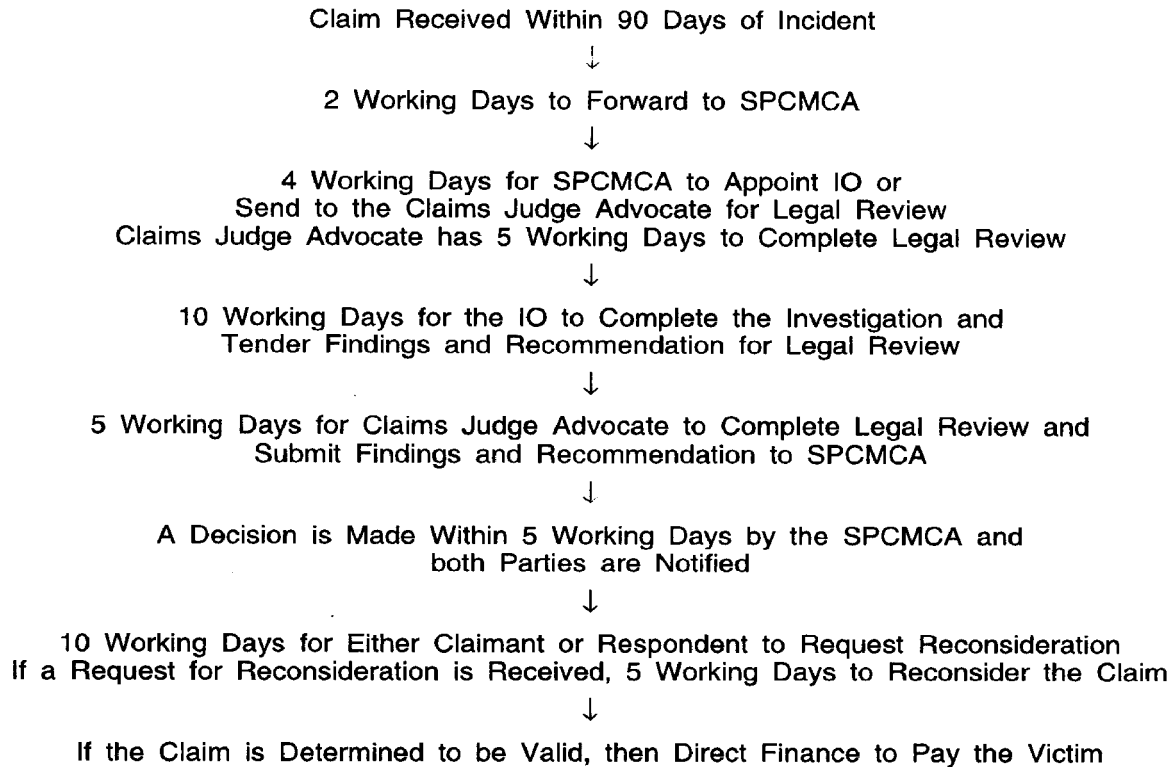 Claim Received Within 90 Days of Incident
↓
2 Working Days to Forward to SPCMCA
↓
4 Working Days for SPCMCA to Appoint IO or
Send to the Claims Judge Advocate for Legal Review
Claims Judge Advocate has 5 Working Days to Complete Legal Review
↓
10 Working Days for the IO to Complete the Investigation and
Tender Findings and Recommendation for Legal Review
↓
5 Working Days for Claims Judge Advocate to Complete Legal Review and
Submit Findings and Recommendation to SPCMCA
↓
A Decision is Made Within 5 Working Days by the SPCMCA and
both Parties are Notified
↓
10 Working Days for Either Claimant or Respondent to Request Reconsideration
If a Request for Reconsideration is Received, 5 Working Days to Reconsider the Claim
↓
If the Claim is Determined to be Valid, then Direct Finance to Pay the Victim